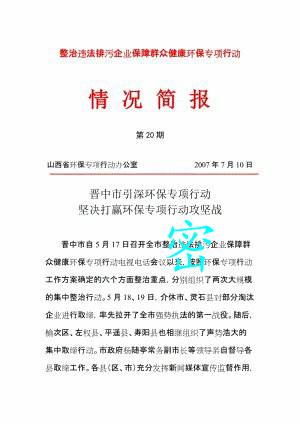 整治违法排污企业保障群众健康环保专项行动
情况简报
第20期
山西省环保专项行动办公室 2007年7月10日
晋中市引深环保专项行动
坚决打赢环保专项行动攻坚战
晋中市自5月17日召开全市整治违法排污企业保障群
众健康环保专项行动电视电话会议以来,按照环保专项行动
工作方案确定的六个方面整治重点,分别组织了两次大规模
的集中整治行动。5月18、19日,介休市、灵石县对部分淘汰
企业进行取缔,率先拉开了全市强势执法的第一战役。随后,
榆次区、左权县、平遥县、寿阳县也相继组织了声势浩大的
集中取缔行动。市政府杨随亭常务副市长等领导亲自督导各
县取缔工作。各县(区、市)充分发挥新闻媒体宣传监督作用,
密